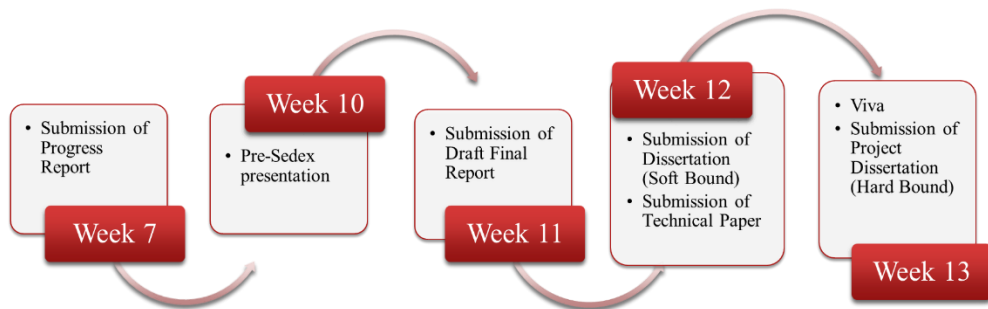 • Submission of
Progress
Report
Week 7
Week 10
• Pre-Sedex
presentation
• Submission of
Draft Final
Report
Week 11
Week 12
• Submission of
Dissertation
(Soft Bound)
• Submission of
Technical Paper
• Viva
• Submission of
Project
Dissertation
(Hard Bound)
Week 13